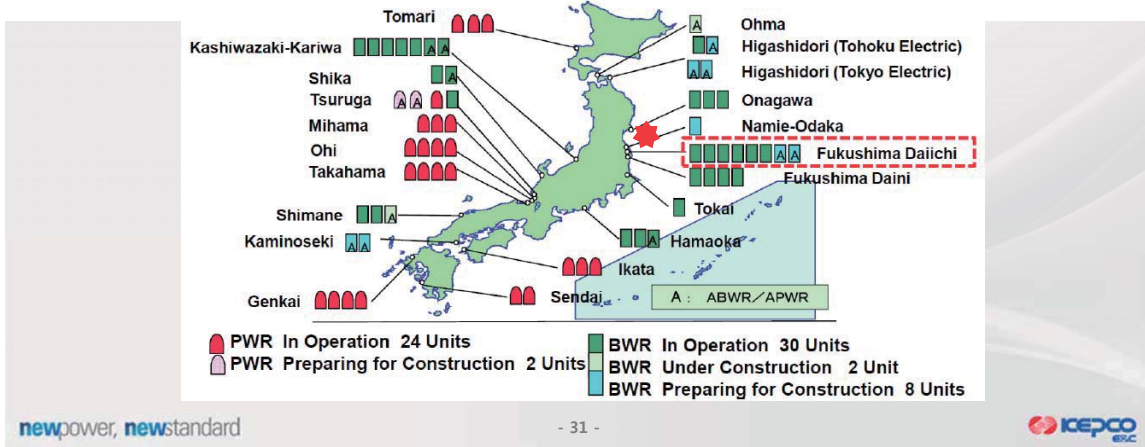 Tomari
Kashiwazaki-Kariwa A A
Shika A
Tsuruga A A
Mihama
Ohi
Takahama
Shimane A
Kaminoseki A A
Genkai
Sendai
Ikata
A Ohma
A Higashidori (Tohoku Electric)
A A Higashidori (Tokyo Electric)
Onagawa
Namie-Odaka
A A Fukushima Daiichi
Fukushima Daini
Tokai
A Hamaoka
A : ABWR/APWR
PWR In Operation 24 Units
PWR Preparing for Construction 2 Units
BWR In Operation 30 Units
BWR Under Construction 2 Unit
BWR Preparing for Construction 8 Units
newpower, newstandard
- 31 -
KEPCO
E&C